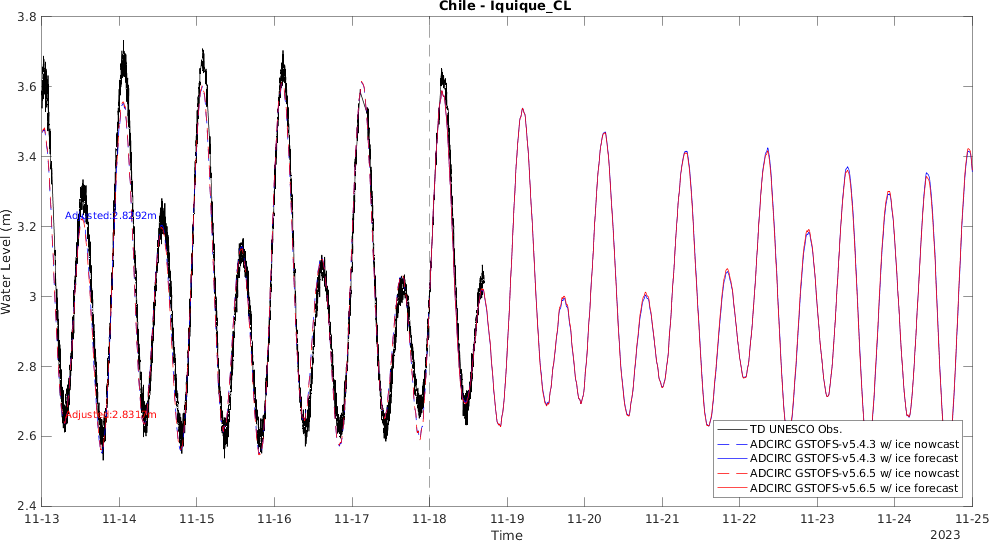 Chile - Iquique_CL
3.8
3.6
3.4
3.2
3
2.8
2.6
2.4
Water Level (m)
Adjusted:2.8292m
TD UNESCO Obs.
ADCIRC GSTOFS-v5.4.3 w/ ice nowcast
ADCIRC GSTOFS-v5.4.3 w/ ice forecast
ADCIRC GSTOFS-v5.6.5 w/ ice nowcast
ADCIRC GSTOFS-v5.6.5 w/ ice forecast
11-13 11-14 11-15 11-16 11-17 11-18 11-19 11-20 11-21 11-22 11-23 11-24 11-25
Time
2023